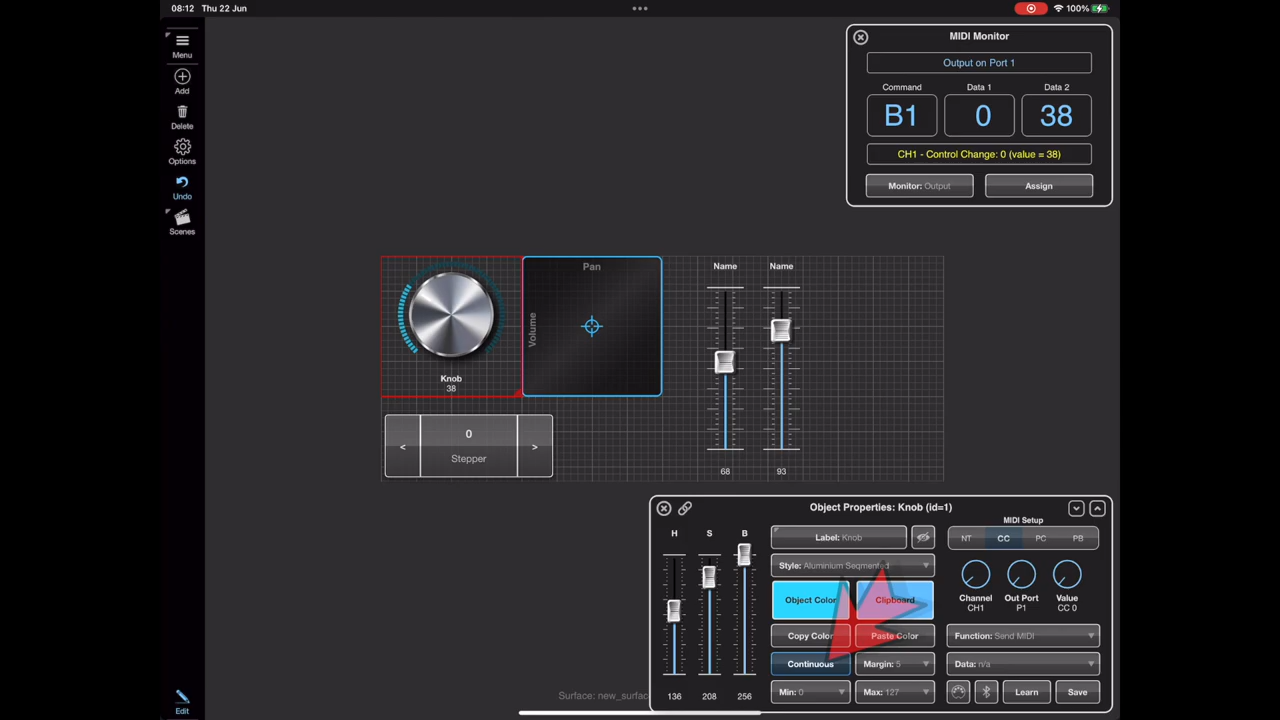 08:12 Thu 22 Jun
100%
Menu
Add
Delete
Options
Undo
Scenes
Edit
MIDI Monitor
Output on Port 1
Command Data 1 Data 2
B1 0 38
CH1 - Control Change: 0 (value = 38)
Monitor: Output Assign
Pan
Volume
Knob
38
Name Name
68 93
0
< >
Stepper
Surface: new_surfac
Object Properties: Knob (id=1)
H S B
136 208 256
Label: Knob
Style: Aluminium Segmented
Object Color Clipboard
Copy Color Paste Color
Continuous Margin: 5
Min: 0 Max: 127
MIDI Setup
NT CC PC PB
Channel Out Port Value
CH1 P1 CC 0
Function: Send MIDI
Data: n/a
Learn Save